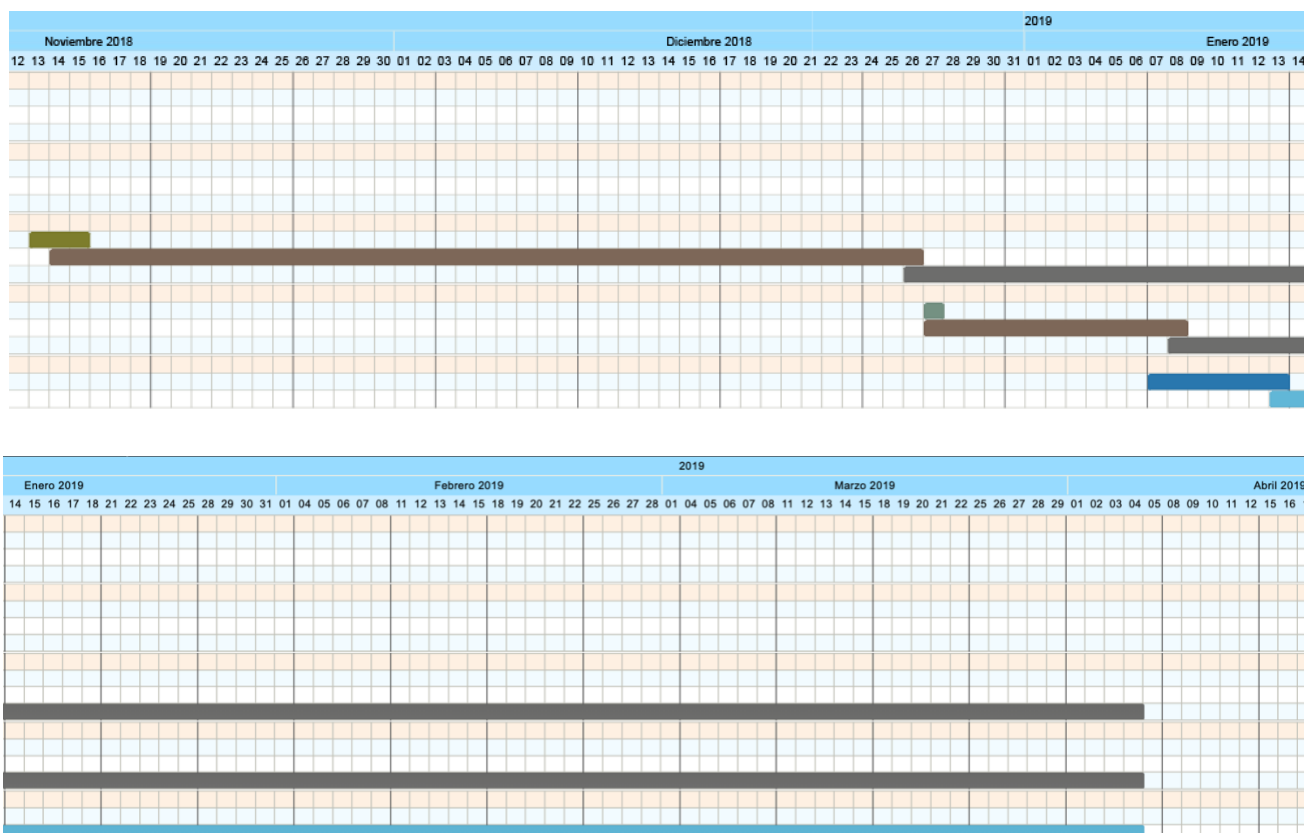 2019
Noviembre 2018 Diciembre 2018 Enero 2019
12 13 14 15 16 17 18 19 20 21 22 23 24 25 26 27 28 29 30 01 02 03 04 05 06 07 08 09 10 11 12 13 14 15 16 17 18 19 20 21 22 23 24 25 26 27 28 29 30 31 01 02 03 04 05 06 07 08 09 10 11 12 13 14
2019
Enero 2019 Febrero 2019 Marzo 2019 Abril 2019
14 15 16 17 18 21 22 23 24 25 28 29 30 31 01 04 05 06 07 08 11 12 13 14 15 18 19 20 21 22 25 26 27 28 01 04 05 06 07 08 11 12 13 14 15 18 19 20 21 22 25 26 27 28 29 01 02 03 04 05 08 09 10 11 12 15 16